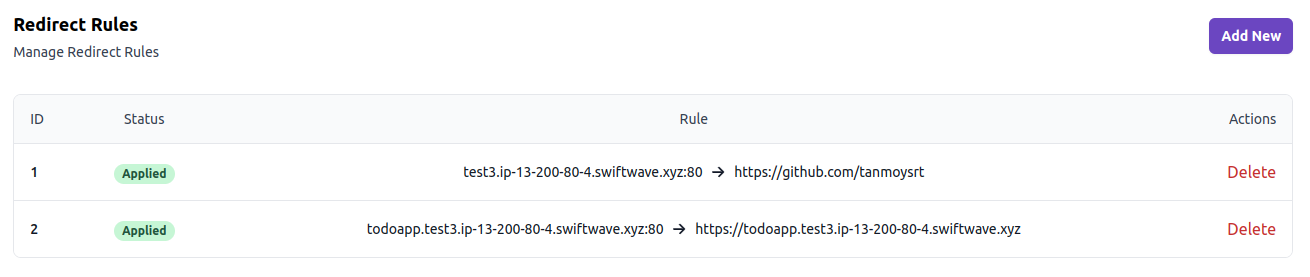 Redirect Rules
Manage Redirect Rules
Add New
ID Status Rule Actions
1 Applied test3.ip-13-200-80-4.swiftwave.xyz:80 → https://github.com/tanmoysrt Delete
2 Applied todoapp.test3.ip-13-200-80-4.swiftwave.xyz:80 → https://todoapp.test3.ip-13-200-80-4.swiftwave.xyz Delete